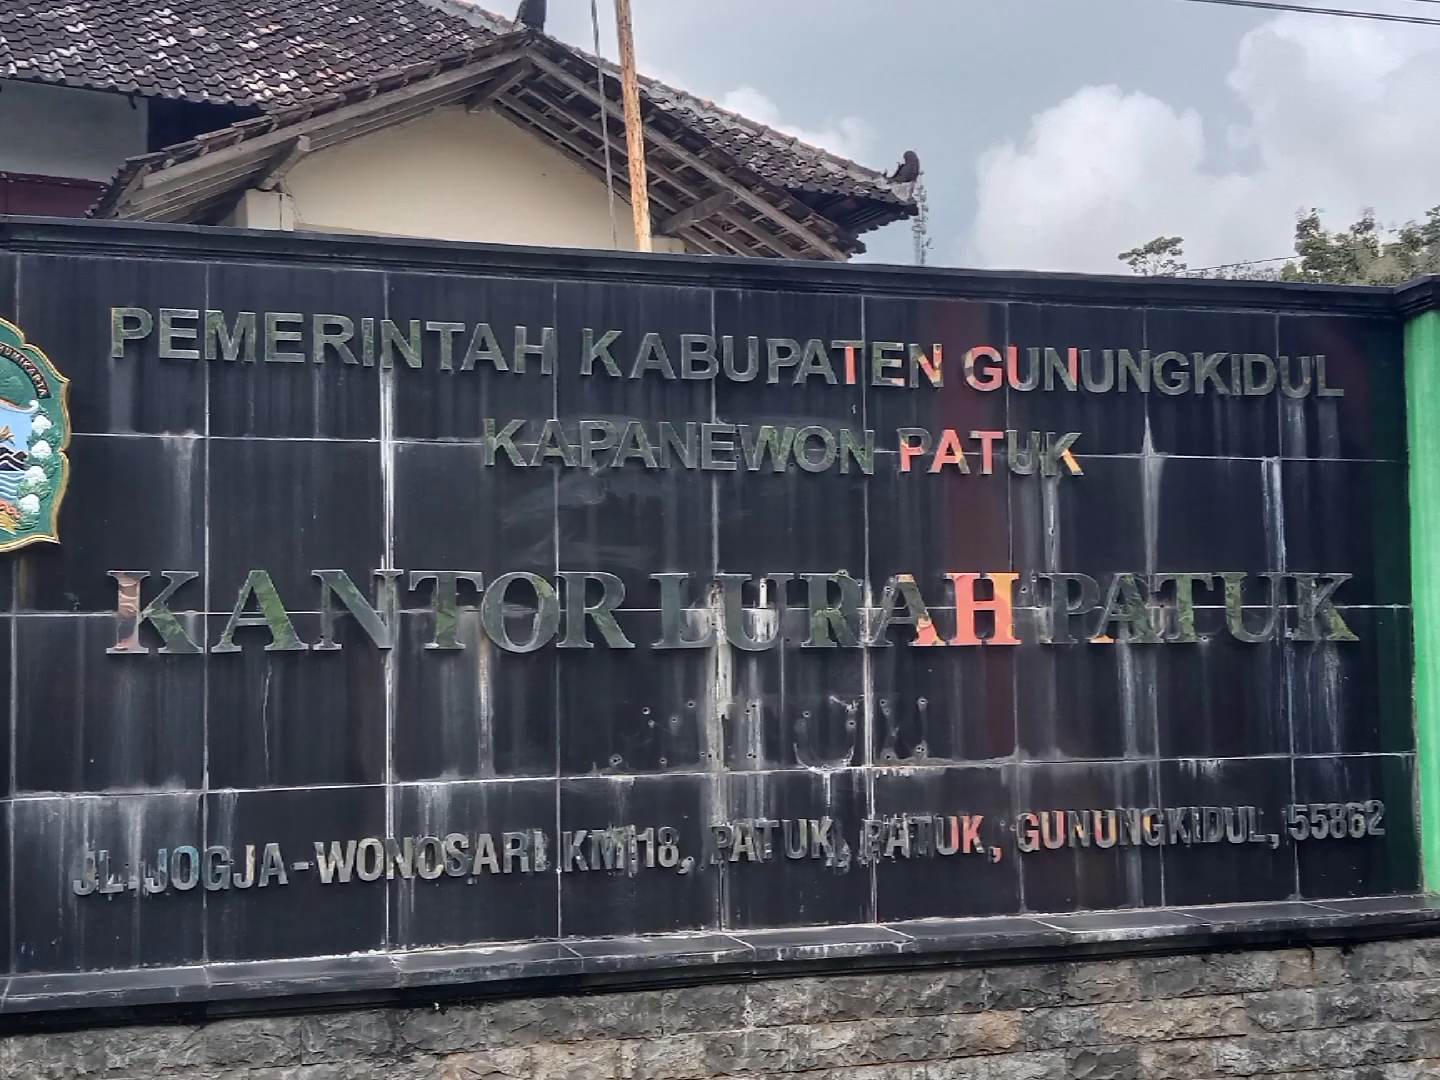 PEMERINTAH KABUPATEN GUNUNGKIDUL
KAPANEWON PATUK
KANTOR LURAH PATUK
JL. JOGJA-WONOSARI KM 18, PATUK, PATUK, GUNUNGKIDUL, 55862